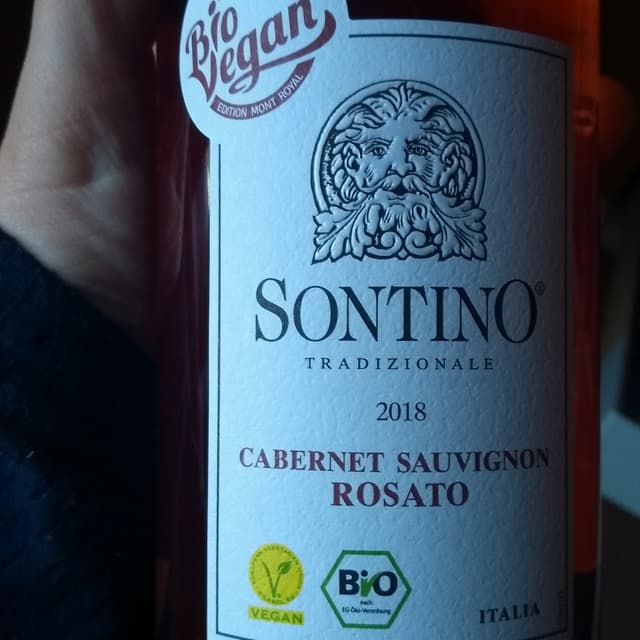 Bio
Vegan
EDITION MONT ROYAL
SONTINO®
TRADIZIONALE
2018
CABERNET SAUVIGNON
ROSATO
VEGAN
BiO
nach
EG-Öko-Verordnung
ITALIA